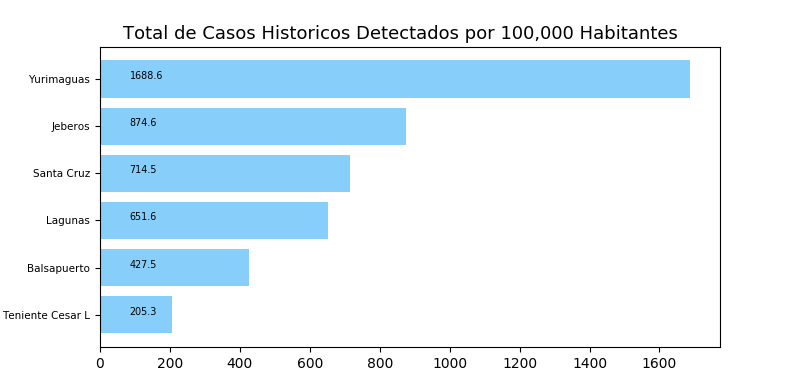 Total de Casos Historicos Detectados por 100,000 Habitantes
Yurimaguas 1688.6
Jeberos 874.6
Santa Cruz 714.5
Lagunas 651.6
Balsapuerto 427.5
Teniente Cesar L 205.3
0 200 400 600 800 1000 1200 1400 1600